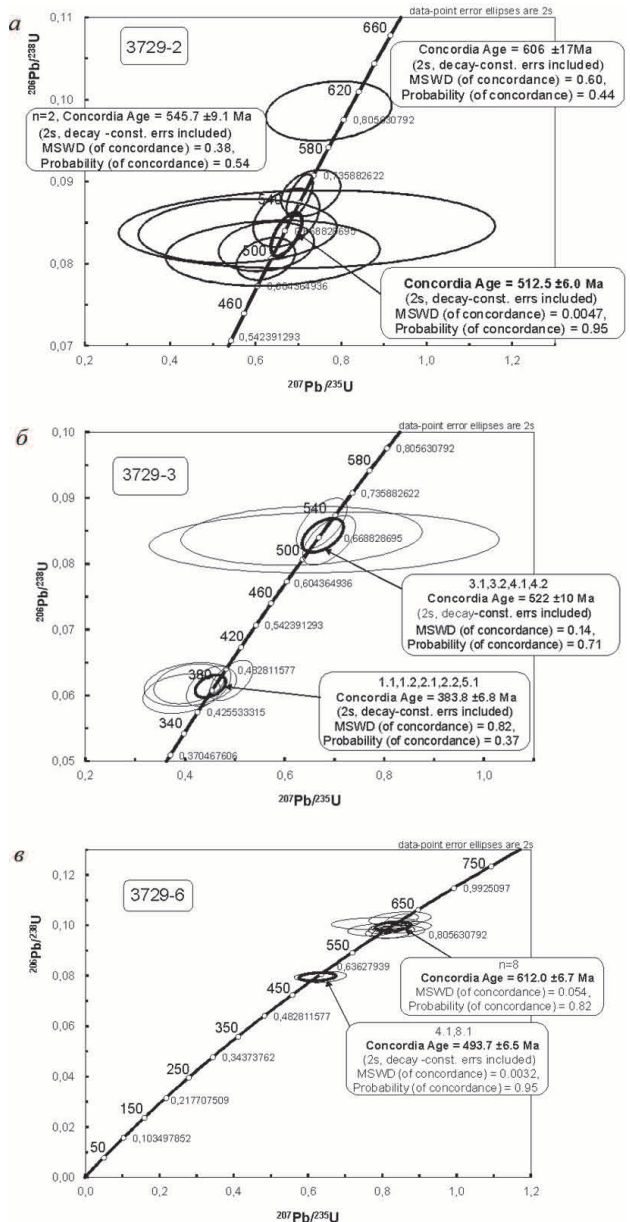 а
data-point error ellipses are 2s
3729-2
Concordia Age = 606 ±17Ma
(2s, decay-const. errs included)
MSWD (of concordance) = 0.60,
Probability (of concordance) = 0.44
n=2, Concordia Age = 545.7 ±9.1 Ma
(2s, decay -const. errs included)
MSWD (of concordance) = 0.38,
Probability (of concordance) = 0.54
Concordia Age = 512.5 ±6.0 Ma
(2s, decay-const. errs included)
MSWD (of concordance) = 0.0047,
Probability (of concordance) = 0.95
660
620
0,805630792
580
0,735882622
540
500
0,604364936
460
0,542391293
0,11
0,10
0,09
0,08
0,07
206Pb/238U
0,2 0,4 0,6 0,8 1,0 1,2
207Pb/235U
б
data-point error ellipses are 2s
3729-3
580
0,805630792
0,735882622
540
0,668828695
500
0,604364936
460
0,542391293
420
0,482811577
380
0,425533315
340
0,370467606
3.1,3.2,4.1,4.2
Concordia Age = 522 ±10 Ma
(2s, decay-const. errs included)
MSWD (of concordance) = 0.14,
Probability (of concordance) = 0.71
1.1,1.2,2.1,2.2,5.1
Concordia Age = 383.8 ±6.8 Ma
(2s, decay-const. errs included)
MSWD (of concordance) = 0.82,
Probability (of concordance) = 0.37
0,10
0,09
0,08
0,07
0,06
0,05
206Pb/238U
0,2 0,4 0,6 0,8 1,0
207Pb/235U
в
data-point error ellipses are 2s
3729-6
750
0,9925097
650
0,805630792
550
0,63627939
450
0,482811577
350
0,34373762
250
0,217707509
150
0,103497852
50
n=8
Concordia Age = 612.0 ±6.7 Ma
MSWD (of concordance) = 0.054,
Probability (of concordance) = 0.82
4.1,8.1
Concordia Age = 493.7 ±6.5 Ma
(2s, decay -const. errs included)
MSWD (of concordance) = 0.0032,
Probability (of concordance) = 0.95
0,12
0,10
0,08
0,06
0,04
0,02
0,00
206Pb/238U
0,0 0,2 0,4 0,6 0,8 1,0 1,2
207Pb/235U